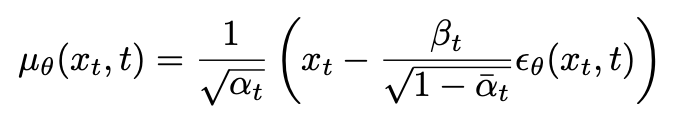 μ_θ(x_t, t) = \frac{1}{\sqrt{α_t}} \left( x_t − \frac{β_t}{\sqrt{1 − \bar{α}_t}} ϵ_θ(x_t, t) \right)